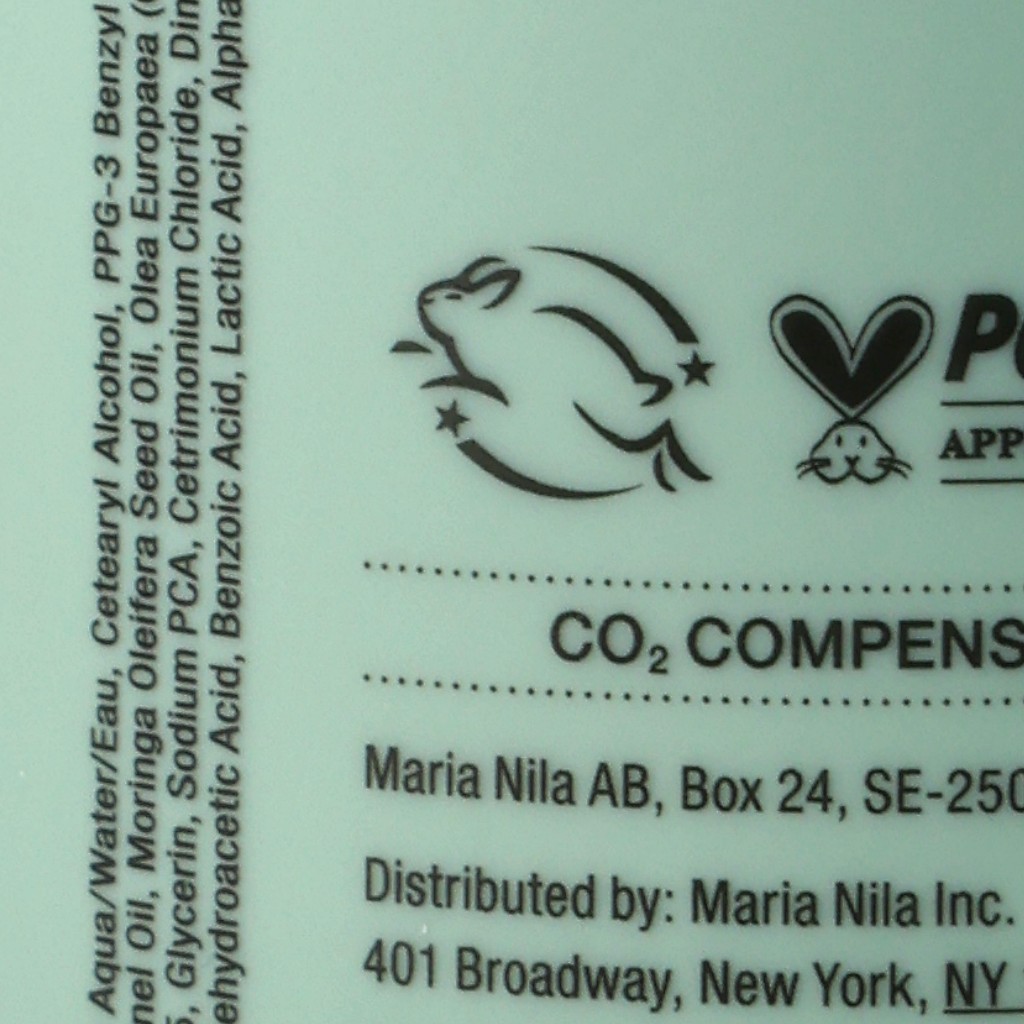 Aqua/Water/Eau, Cetearyl Alcohol, PPG-3 Benzyl
nel Oil, Moringa Oleifera Seed Oil, Olea Europaea (
, Glycerin, Sodium PCA, Cetrimonium Chloride, Dim
ehydroacetic Acid, Benzoic Acid, Lactic Acid, Alpha
APP
CO₂ COMPENS
Maria Nila AB, Box 24, SE-250
Distributed by: Maria Nila Inc.
401 Broadway, New York, NY